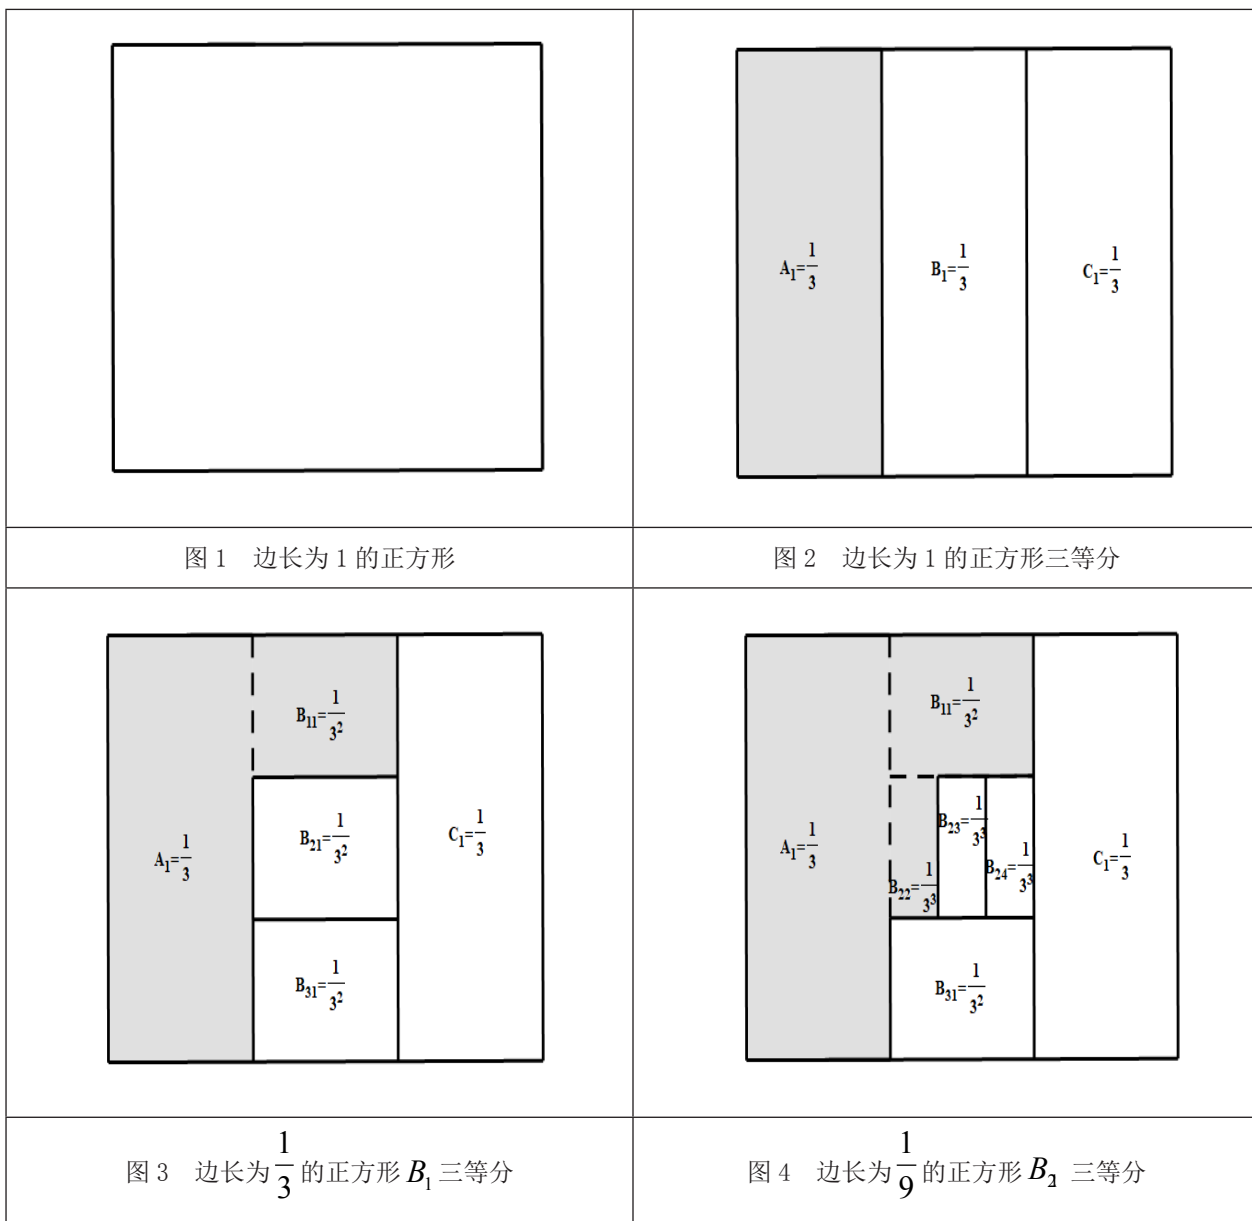 A₁=1/3
B₁=1/3
C₁=1/3
图 1 边长为 1 的正方形
图 2 边长为 1 的正方形三等分
B₁₁=1/3²
A₁=1/3
B₂₁=1/3²
C₁=1/3
B₃₁=1/3²
B₁₁=1/3²
A₁=1/3
B₂₃=1/3³
B₂₂=1/3³
B₂₄=1/3³
C₁=1/3
B₃₁=1/3²
图 3 边长为 1/3 的正方形 B₁ 三等分
图 4 边长为 1/9 的正方形 B₂₁ 三等分